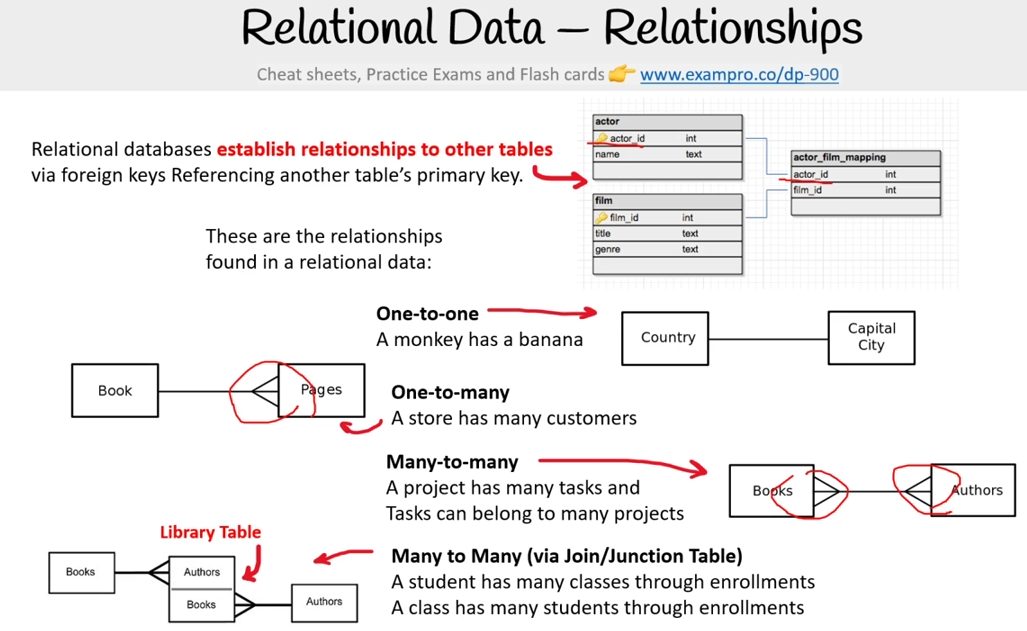 Relational Data – Relationships
Cheat sheets, Practice Exams and Flash cards 👉 www.exampro.co/dp-900
Relational databases establish relationships to other tables
via foreign keys Referencing another table's primary key.
actor
actor_id int
name text
film
film_id int
title text
genre text
actor_film_mapping
actor_id int
film_id int
These are the relationships
found in a relational data:
One-to-one
A monkey has a banana
Country
Capital
City
Book
Pages
One-to-many
A store has many customers
Many-to-many
A project has many tasks and
Tasks can belong to many projects
Books
Authors
Library Table
Books
Authors
Books
Authors
Many to Many (via Join/Junction Table)
A student has many classes through enrollments
A class has many students through enrollments